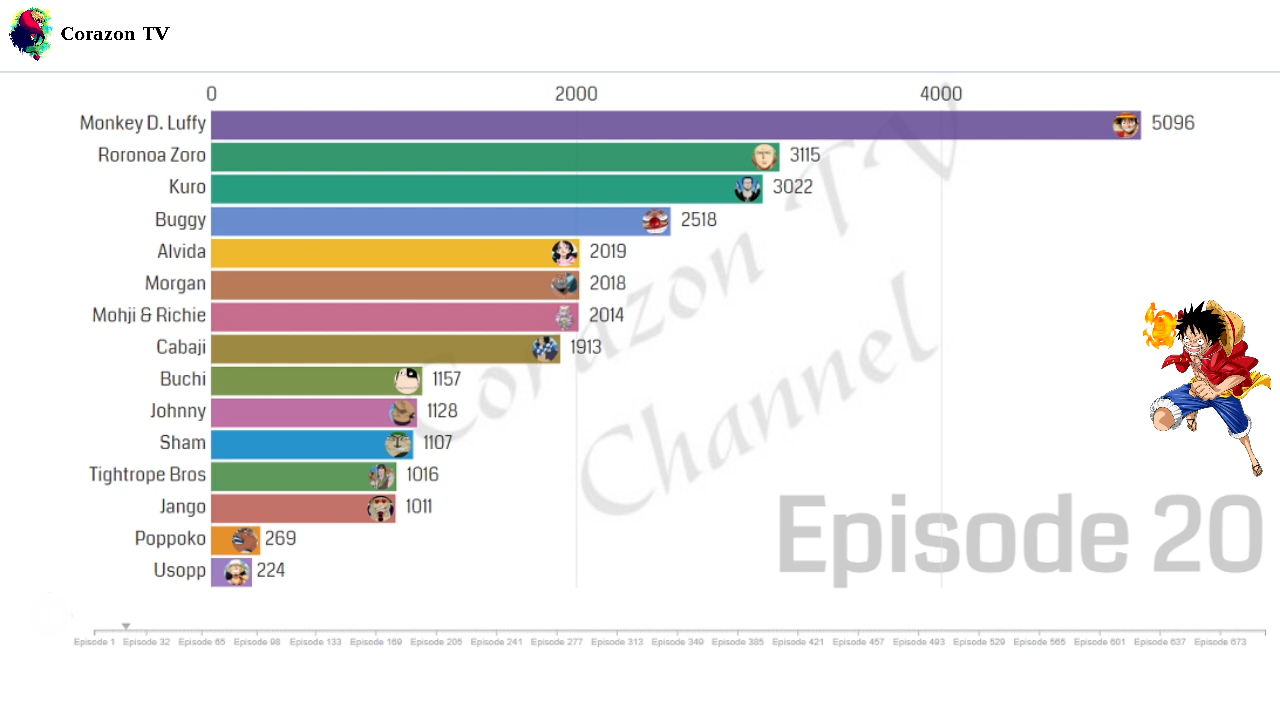 Corazon TV
0 2000 4000
Monkey D. Luffy 5096
Roronoa Zoro 3115
Kuro 3022
Buggy 2518
Alvida 2019
Morgan 2018
Mohji & Richie 2014
Cabaji 1913
Buchi 1157
Johnny 1128
Sham 1107
Tightrope Bros 1016
Jango 1011
Poppoko 269
Usopp 224
Corazon TV
Channel
Episode 20
Episode 1 Episode 32 Episode 65 Episode 98 Episode 133 Episode 169 Episode 205 Episode 241 Episode 277 Episode 313 Episode 349 Episode 385 Episode 421 Episode 457 Episode 493 Episode 529 Episode 565 Episode 601 Episode 637 Episode 673